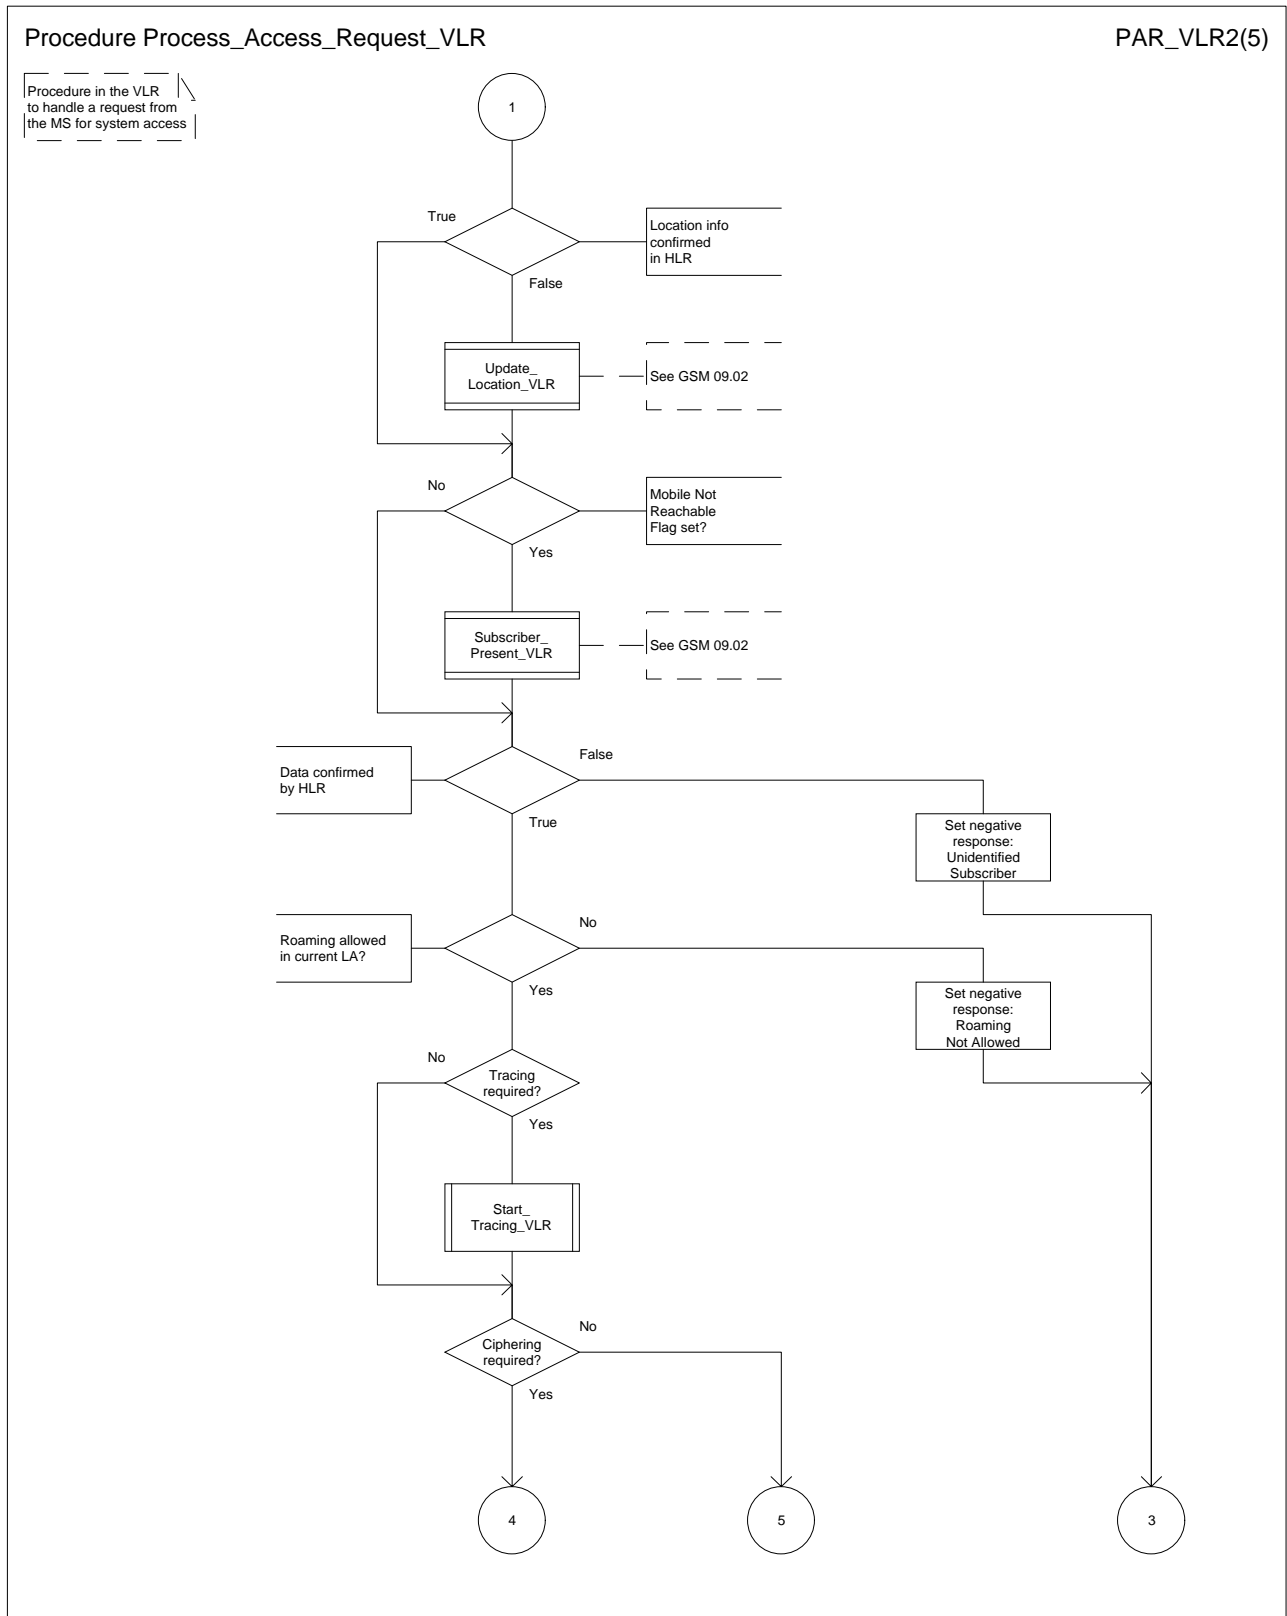 Procedure Process_Access_Request_VLR
PAR_VLR2(5)
Procedure in the VLR
to handle a request from
the MS for system access
1
True
Location info
confirmed
in HLR
False
Update_
Location_VLR
See GSM 09.02
No
Mobile Not
Reachable
Flag set?
Yes
Subscriber_
Present_VLR
See GSM 09.02
Data confirmed
by HLR
False
True
Set negative
response:
Unidentified
Subscriber
Roaming allowed
in current LA?
No
Yes
Set negative
response:
Roaming
Not Allowed
No
Tracing
required?
Yes
Start_
Tracing_VLR
Ciphering
required?
No
Yes
4
5
3